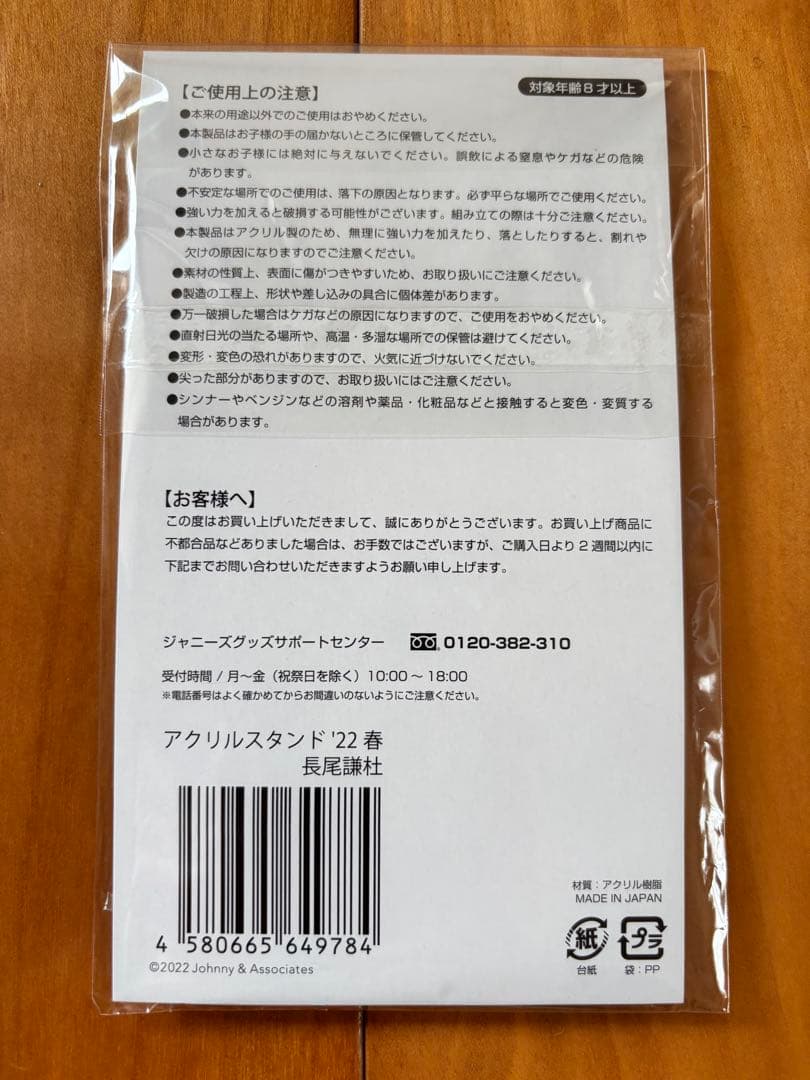 【ご使用上の注意】
対象年齢8才以上
●本来の用途以外でのご使用はおやめください。
●本製品はお子様の手の届かないところに保管してください。
●小さなお子様には絶対に与えないでください。誤飲による窒息やケガなどの危険
があります。
●不安定な場所でのご使用は、落下の原因となります。必ず平らな場所でご使用ください。
●強い力を加えると破損する可能性がございます。組み立ての際は十分ご注意ください。
●本製品はアクリル製のため、無理に強い力を加えたり、落としたりすると、割れや
欠けの原因になりますのでご注意ください。
●素材の性質上、表面に傷がつきやすいため、お取り扱いにご注意ください。
●製造の工程上、形状や差し込みの具合に個体差があります。
●万一破損した場合はケガなどの原因になりますので、ご使用をおやめください。
●直射日光の当たる場所や、高温・多湿な場所での保管は避けてください。
●変形・変色の恐れがありますので、火気に近づけないでください。
●尖った部分がありますので、お取り扱いにはご注意ください。
●シンナーやベンジンなどの溶剤や薬品・化粧品などと接触すると変色・変質する
場合があります。
【お客様へ】
この度はお買い上げいただきまして、誠にありがとうございます。お買い上げ商品に
不都合品などありました場合は、お手数ではございますが、ご購入日より2週間以内に
下記までお問い合わせいただきますようお願い申し上げます。
ジャニーズグッズサポートセンター 0120-382-310
受付時間/月〜金（祝祭日を除く）10:00〜18:00
※電話番号はよく確かめてからお間違いのないようにご注意ください。
アクリルスタンド '22 春
長尾謙杜
4 580665 649784
©2022 Johnny & Associates
材質：アクリル樹脂
MADE IN JAPAN
紙 プラ
台紙 袋：PP